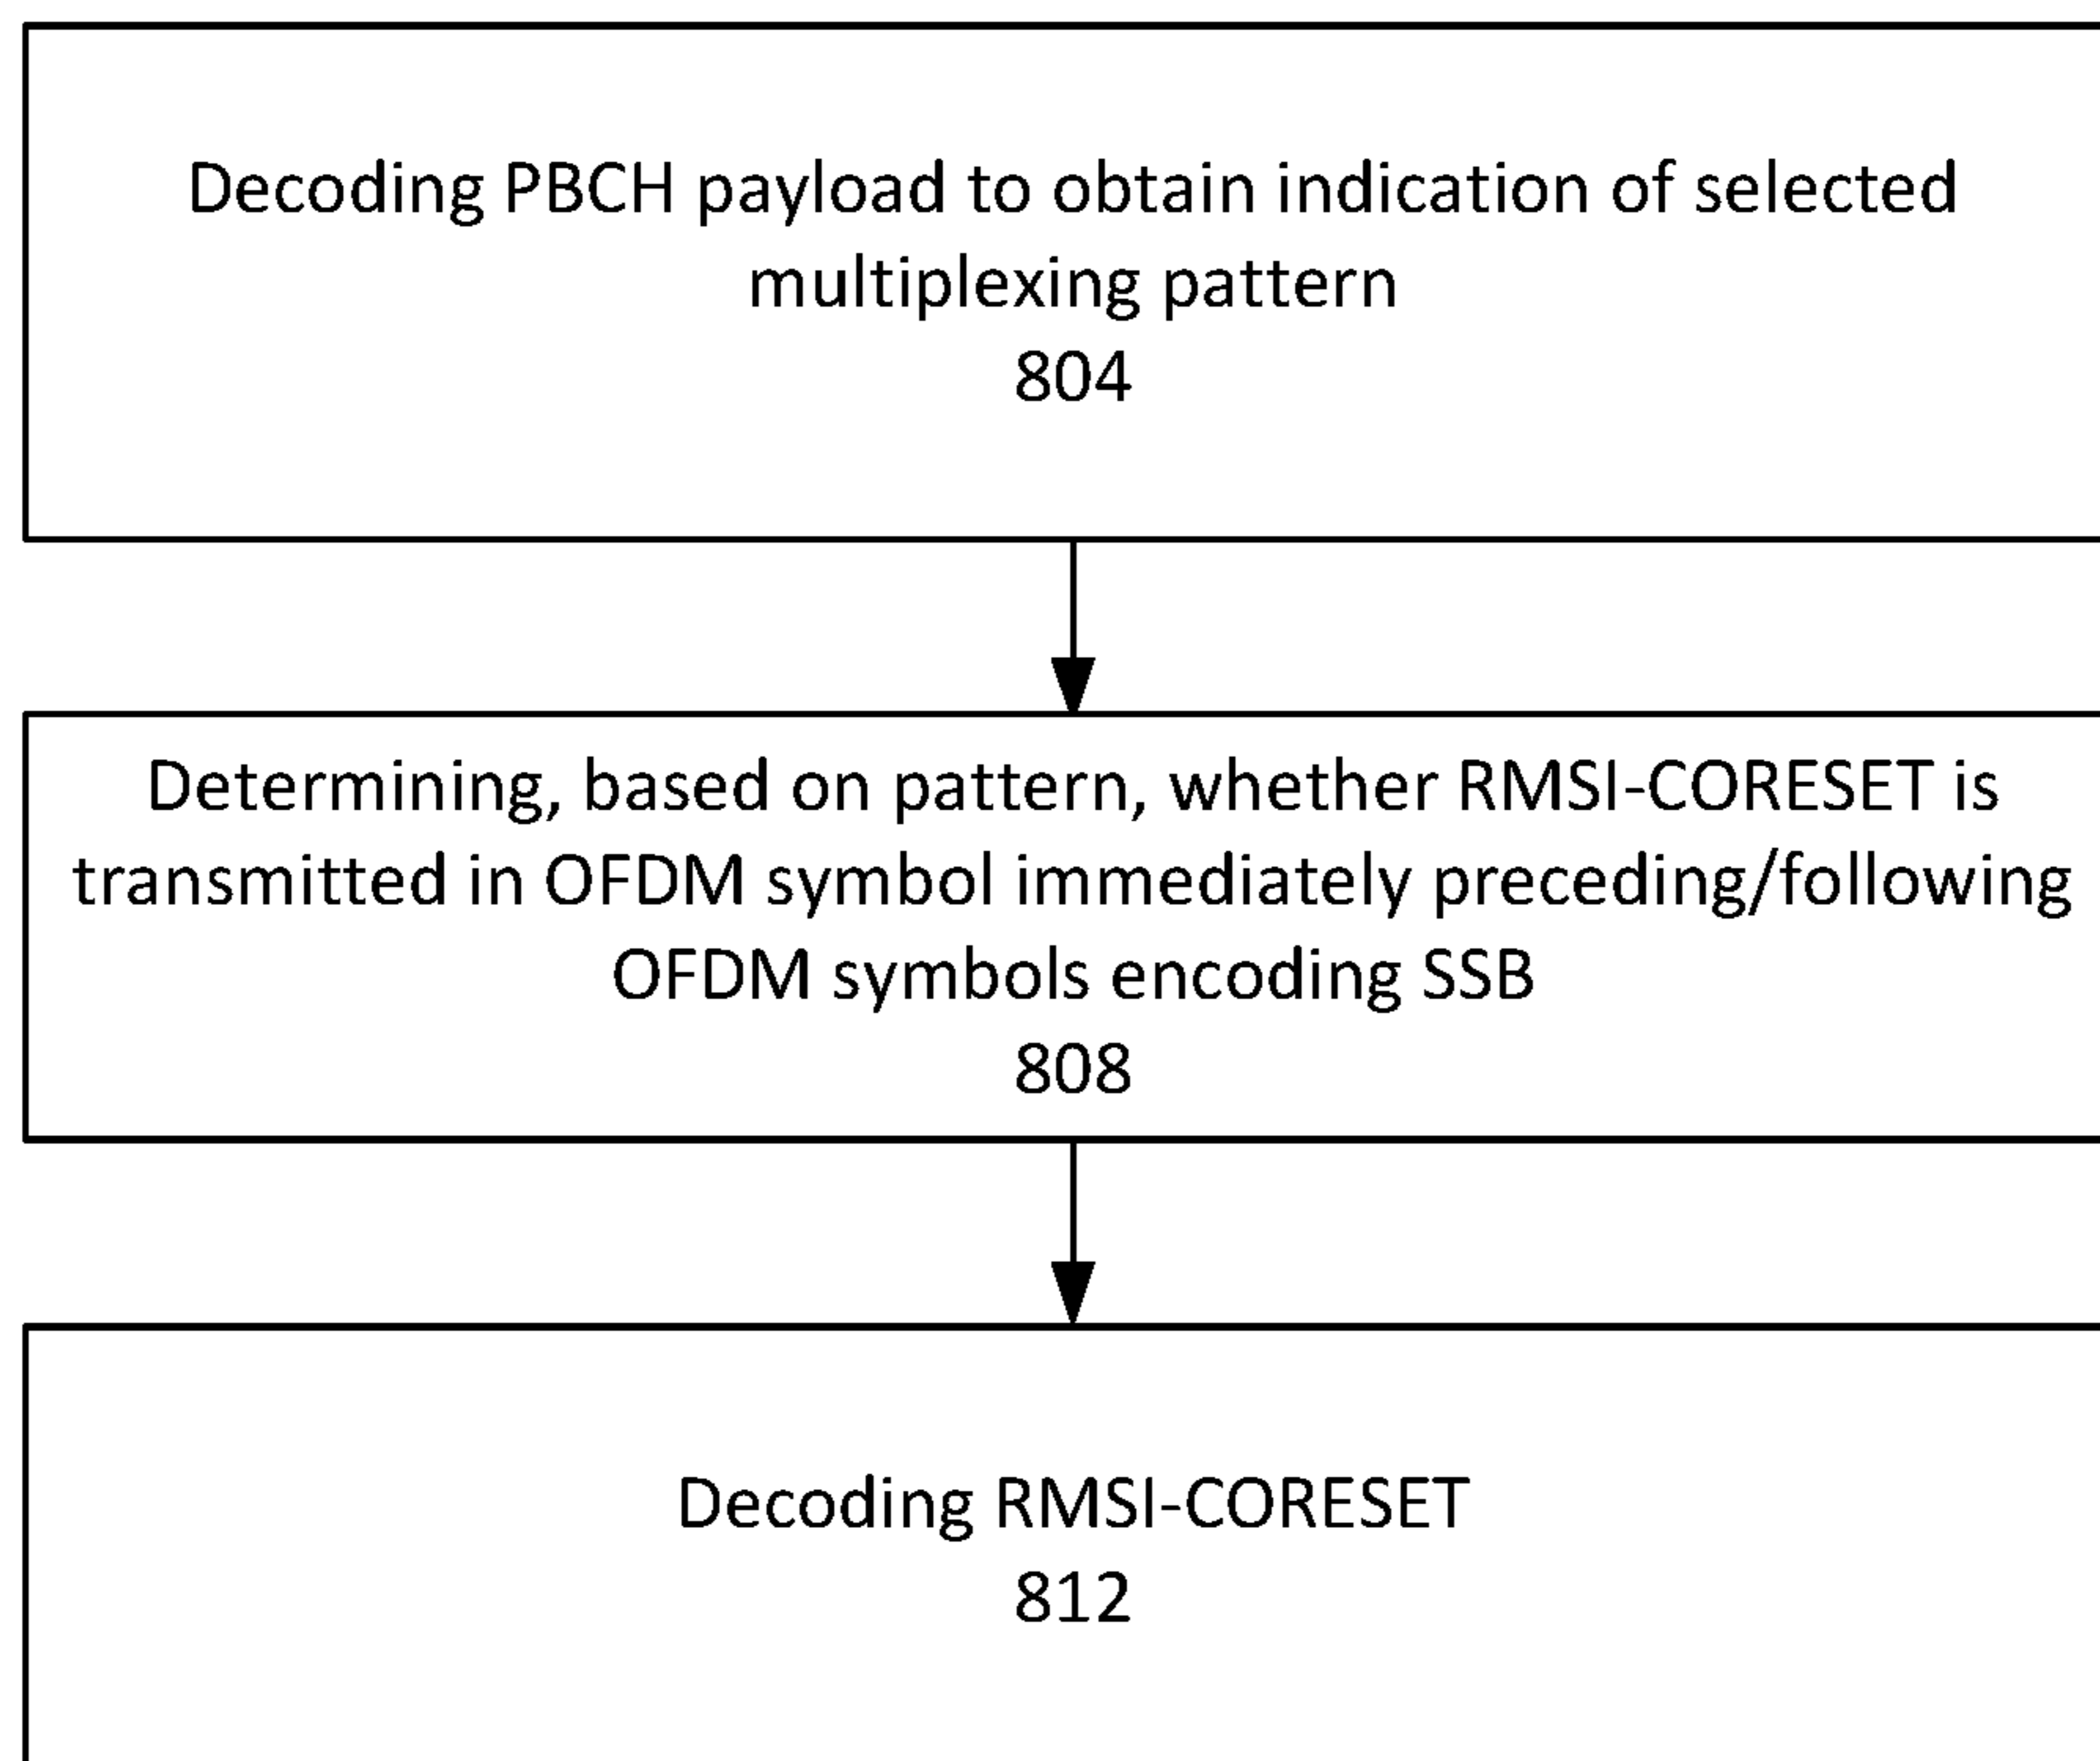 Decoding PBCH payload to obtain indication of selected
multiplexing pattern
804
Determining, based on pattern, whether RMSI-CORESET is
transmitted in OFDM symbol immediately preceding/following
OFDM symbols encoding SSB
808
Decoding RMSI-CORESET
812